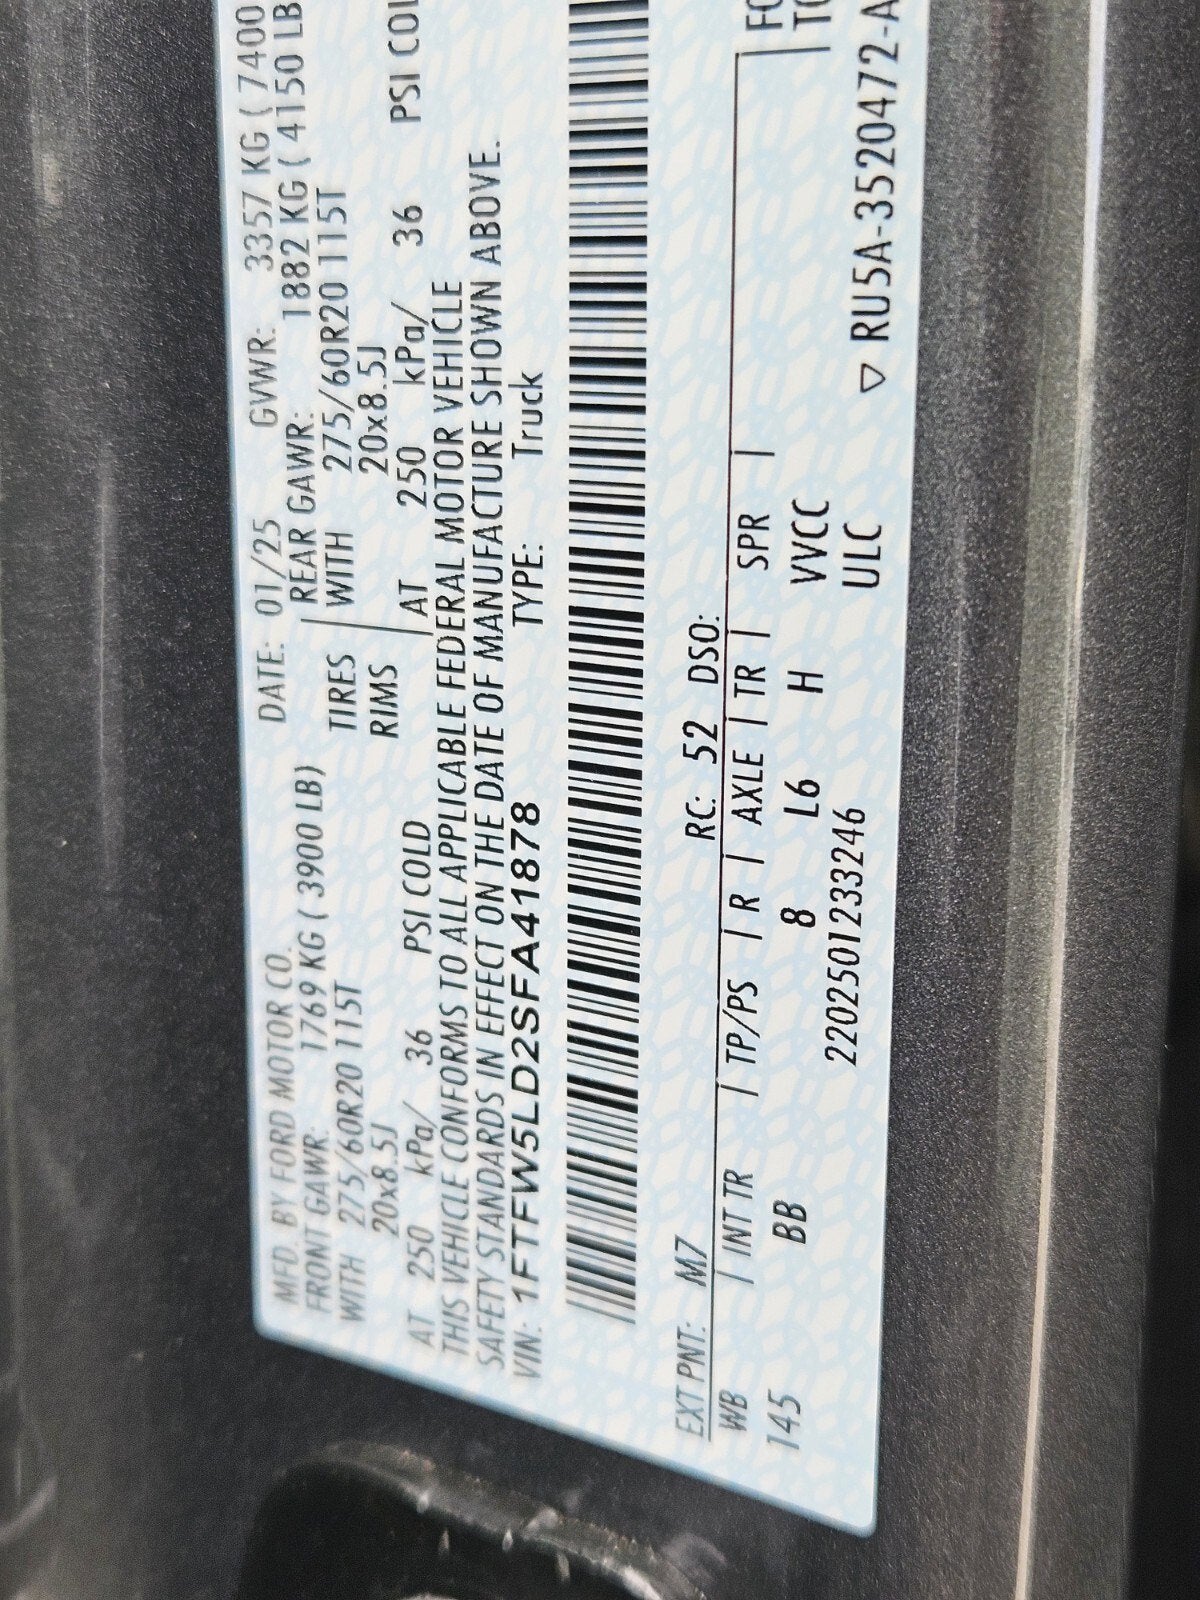 MFD. BY FORD MOTOR CO. DATE: 01/25 GVWR: 3357 KG ( 7400
FRONT GAWR: 1769 KG ( 3900 LB) REAR GAWR: 1882 KG ( 4150 LB
WITH 275/60R20 115T TIRES WITH 275/60R20 115T
20x8.5J RIMS 20x8.5J
AT 250 kPa/ 36 PSI COLD AT 250 kPa/ 36 PSI COL
THIS VEHICLE CONFORMS TO ALL APPLICABLE FEDERAL MOTOR VEHICLE
SAFETY STANDARDS IN EFFECT ON THE DATE OF MANUFACTURE SHOWN ABOVE.
VIN: 1FTFW5LD2SFA41878 TYPE: Truck
EXT PNT: M7 RC: 52 DSO:
WB | INT TR | TP/PS | R | AXLE | TR | SPR | FO
145 BB 8 L6 H VVCC TO
220250123246 ULC
▽ RU5A-3520472-A